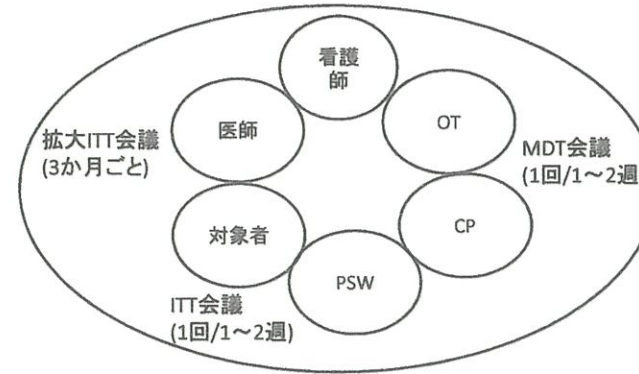 看護
師
医師
OT
拡大ITT会議
(3か月ごと)
MDT会議
(1回/1～2週
対象者
CP
PSW
ITT会議
(1回/1～2週)